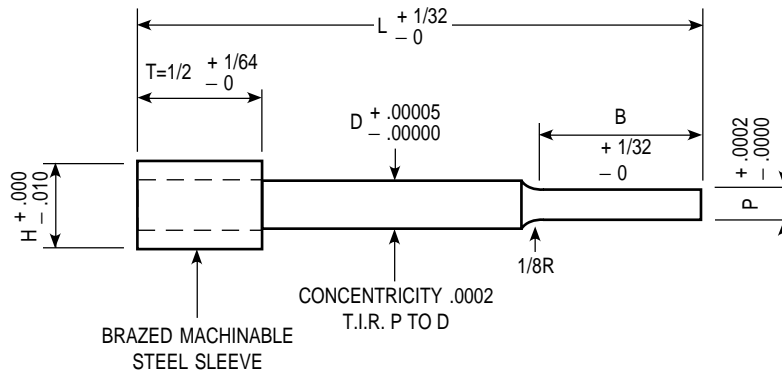 L + 1/32
– 0
T=1/2 + 1/64
– 0
D + .00005
– .00000
B
+ 1/32
– 0
+ .0002
– .0000
P
H + .000
– .010
1/8R
CONCENTRICITY .0002
T.I.R. P TO D
BRAZED MACHINABLE
STEEL SLEEVE